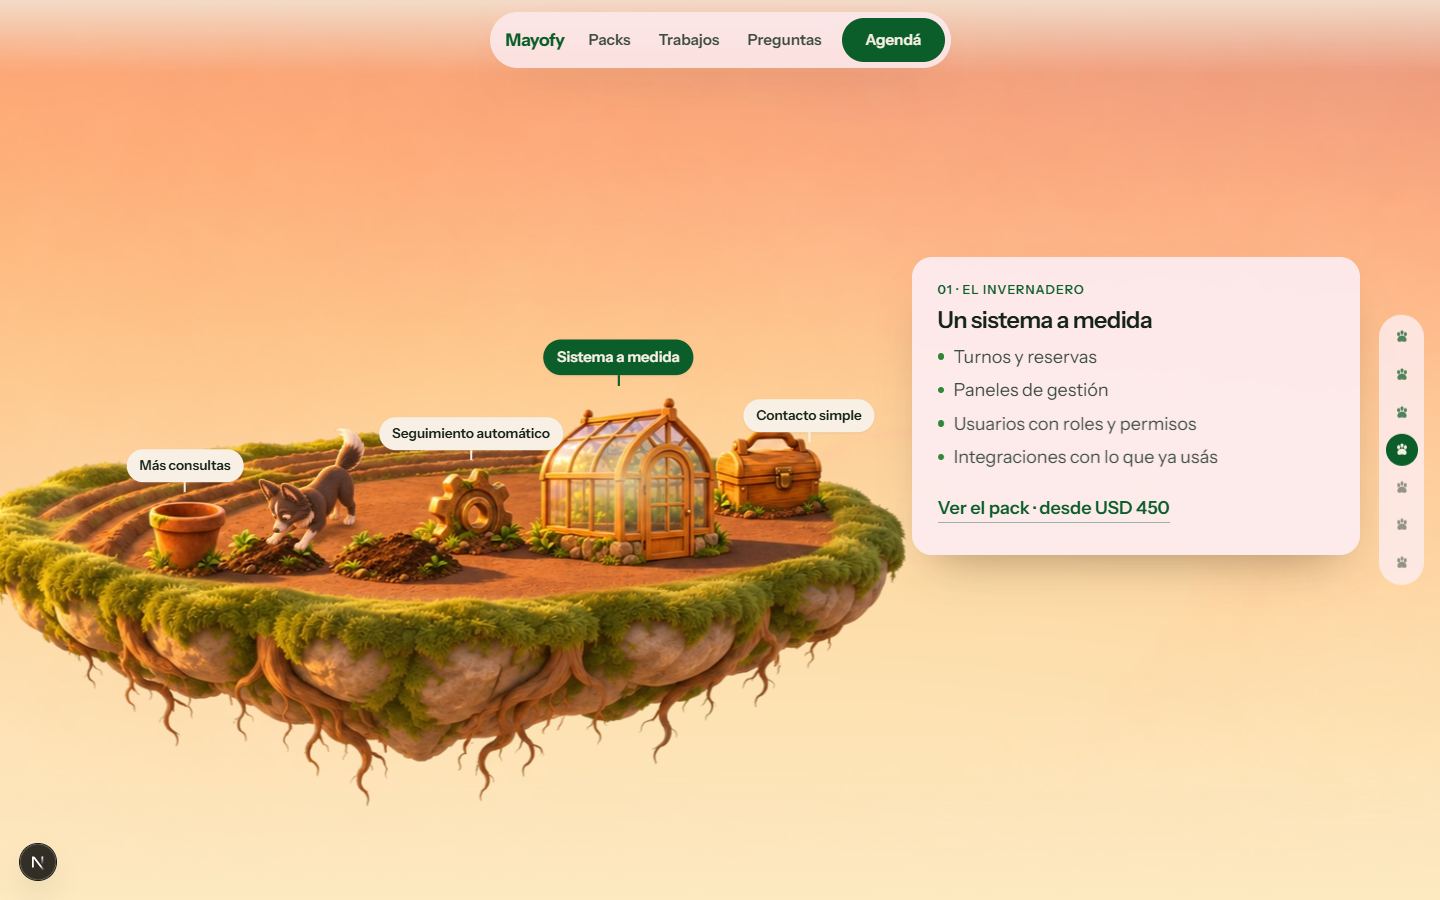 Mayofy
Packs
Trabajos
Preguntas
Agendá
01 · EL INVERNADERO
Un sistema a medida
Turnos y reservas
Paneles de gestión
Usuarios con roles y permisos
Integraciones con lo que ya usás
Ver el pack · desde USD 450
Sistema a medida
Contacto simple
Seguimiento automático
Más consultas
N